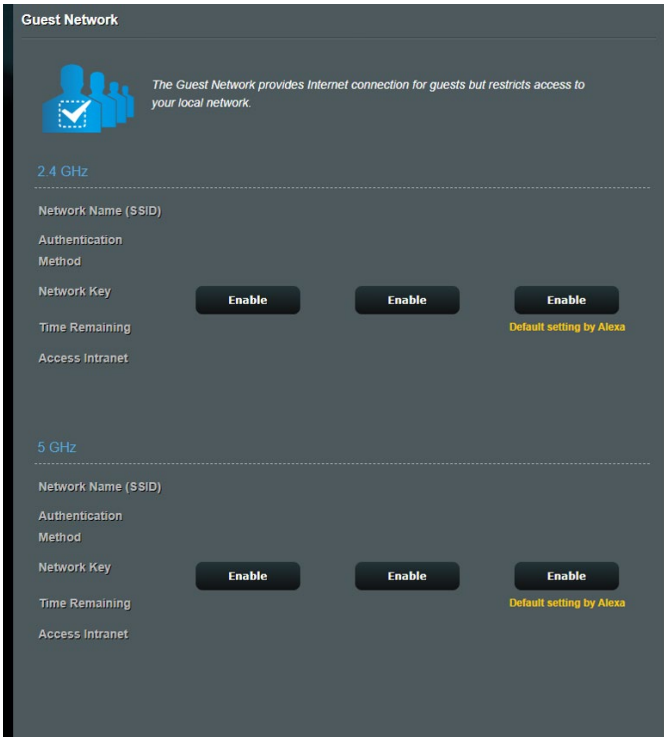 Guest Network
The Guest Network provides Internet connection for guests but restricts access to
your local network.
2.4 GHz
Network Name (SSID)
Authentication
Method
Network Key
Enable Enable Enable
Time Remaining
Default setting by Alexa
Access Intranet
5 GHz
Network Name (SSID)
Authentication
Method
Network Key
Enable Enable Enable
Time Remaining
Default setting by Alexa
Access Intranet